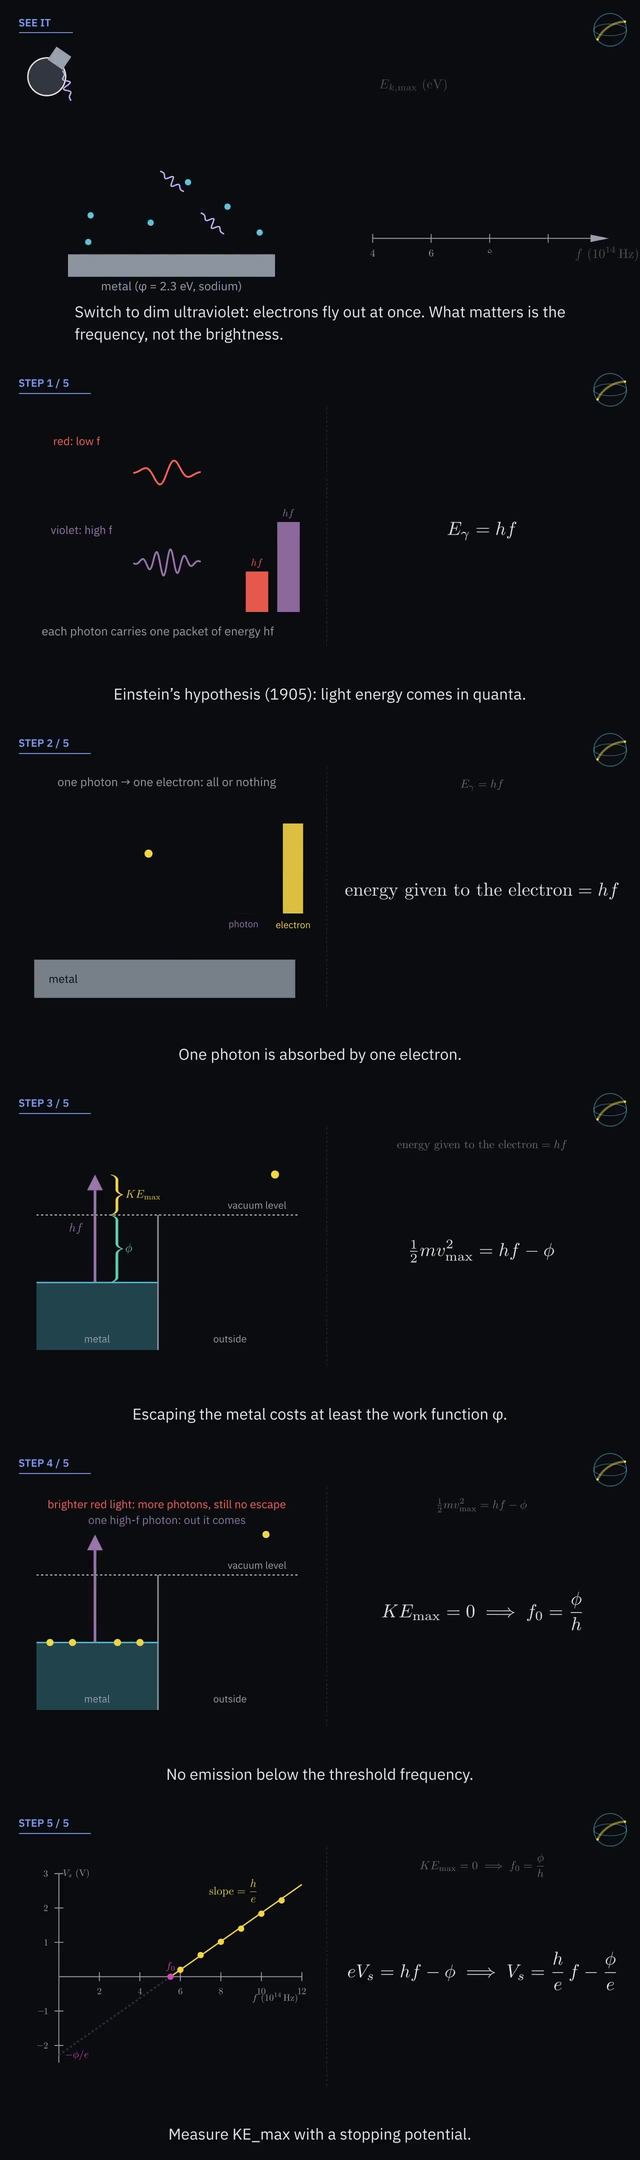 SEE IT
E_{k,max} (eV)
4 6 8
f (10^{14} Hz)
metal (φ = 2.3 eV, sodium)
Switch to dim ultraviolet: electrons fly out at once. What matters is the
frequency, not the brightness.
STEP 1 / 5
red: low f
violet: high f
hf
hf
E_γ = hf
each photon carries one packet of energy hf
Einstein’s hypothesis (1905): light energy comes in quanta.
STEP 2 / 5
one photon → one electron: all or nothing
E_γ = hf
energy given to the electron = hf
photon electron
metal
One photon is absorbed by one electron.
STEP 3 / 5
energy given to the electron = hf
KE_max
vacuum level
hf
ϕ
½mv²_max = hf − ϕ
metal outside
Escaping the metal costs at least the work function φ.
STEP 4 / 5
brighter red light: more photons, still no escape
one high-f photon: out it comes
½mv²_max = hf − ϕ
vacuum level
KE_max = 0 ⟹ f₀ = ϕ/h
metal outside
No emission below the threshold frequency.
STEP 5 / 5
KE_max = 0 ⟹ f₀ = ϕ/h
3 V_s (V)
slope = h/e
2
1
f₀
2 4 6 8 10 12
f (10^{14} Hz)
−1
−2
−ϕ/e
eV_s = hf − ϕ ⟹ V_s = h/e f − ϕ/e
Measure KE_max with a stopping potential.